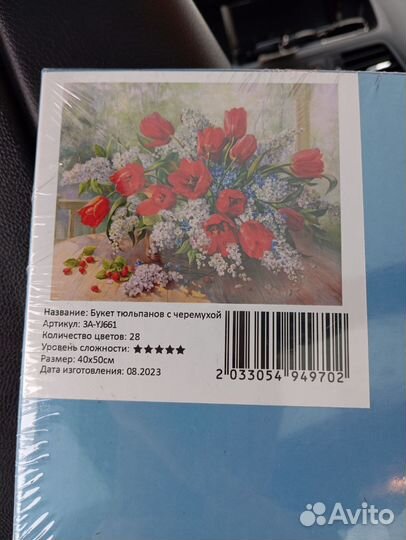 Название: Букет тюльпанов с черемухой
Артикул: ЗА-YJ661
Количество цветов: 28
Уровень сложности: ★★★★★
Размер: 40х50см
Дата изготовления: 08.2023
2 033054 949702
Avito